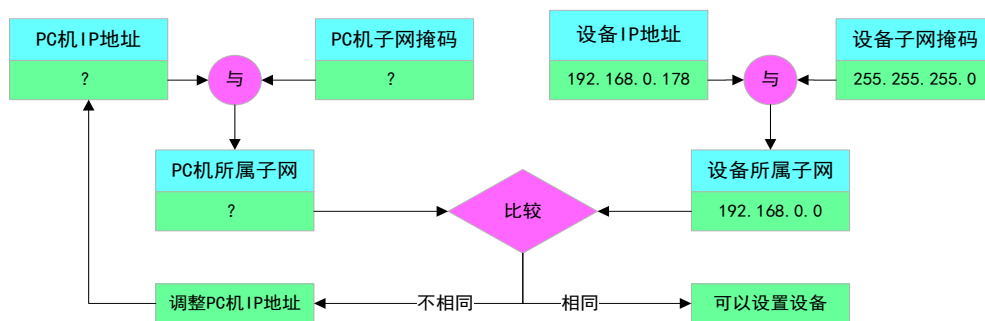 PC机IP地址
?
与
PC机子网掩码
?
设备IP地址
192.168.0.178
与
设备子网掩码
255.255.255.0
PC机所属子网
?
比较
设备所属子网
192.168.0.0
调整PC机IP地址
不相同
相同
可以设置设备